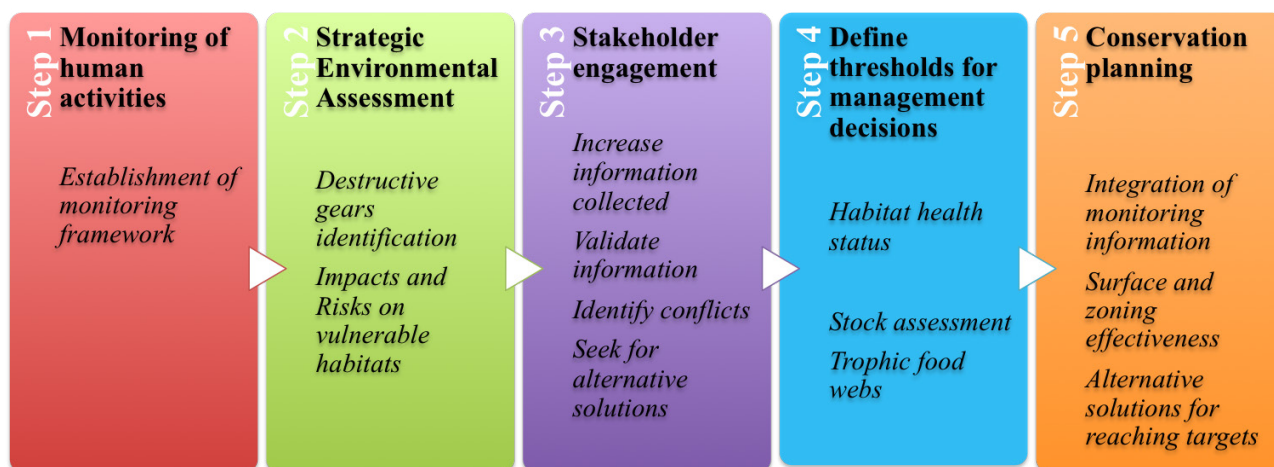 Step 1
Monitoring of
human
activities
Establishment of
monitoring
framework
Step 2
Strategic
Environmental
Assessment
Destructive
gears
identification
Impacts and
Risks on
vulnerable
habitats
Step 3
Stakeholder
engagement
Increase
information
collected
Validate
information
Identify conflicts
Seek for
alternative
solutions
Step 4
Define
thresholds for
management
decisions
Habitat health
status
Stock assessment
Trophic food
webs
Step 5
Conservation
planning
Integration of
monitoring
information
Surface and
zoning
effectiveness
Alternative
solutions for
reaching targets